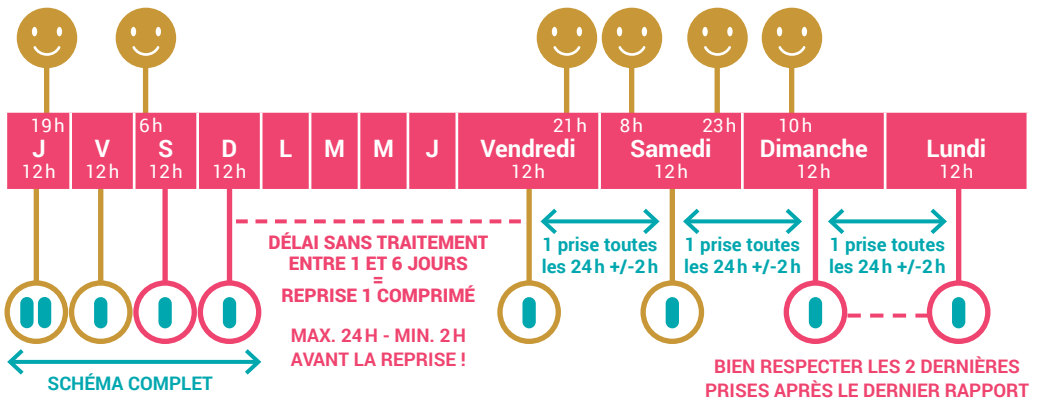 19h 6h 21h 8h 23h 10h
J V S D L M M J Vendredi Samedi Dimanche Lundi
12h 12h 12h 12h 12h 12h 12h 12h
DÉLAI SANS TRAITEMENT
ENTRE 1 ET 6 JOURS
=
REPRISE 1 COMPRIMÉ
MAX. 24H - MIN. 2H
AVANT LA REPRISE !
1 prise toutes
les 24h +/-2h
1 prise toutes
les 24h +/-2h
1 prise toutes
les 24h +/-2h
SCHÉMA COMPLET
BIEN RESPECTER LES 2 DERNIÈRES
PRISES APRÈS LE DERNIER RAPPORT